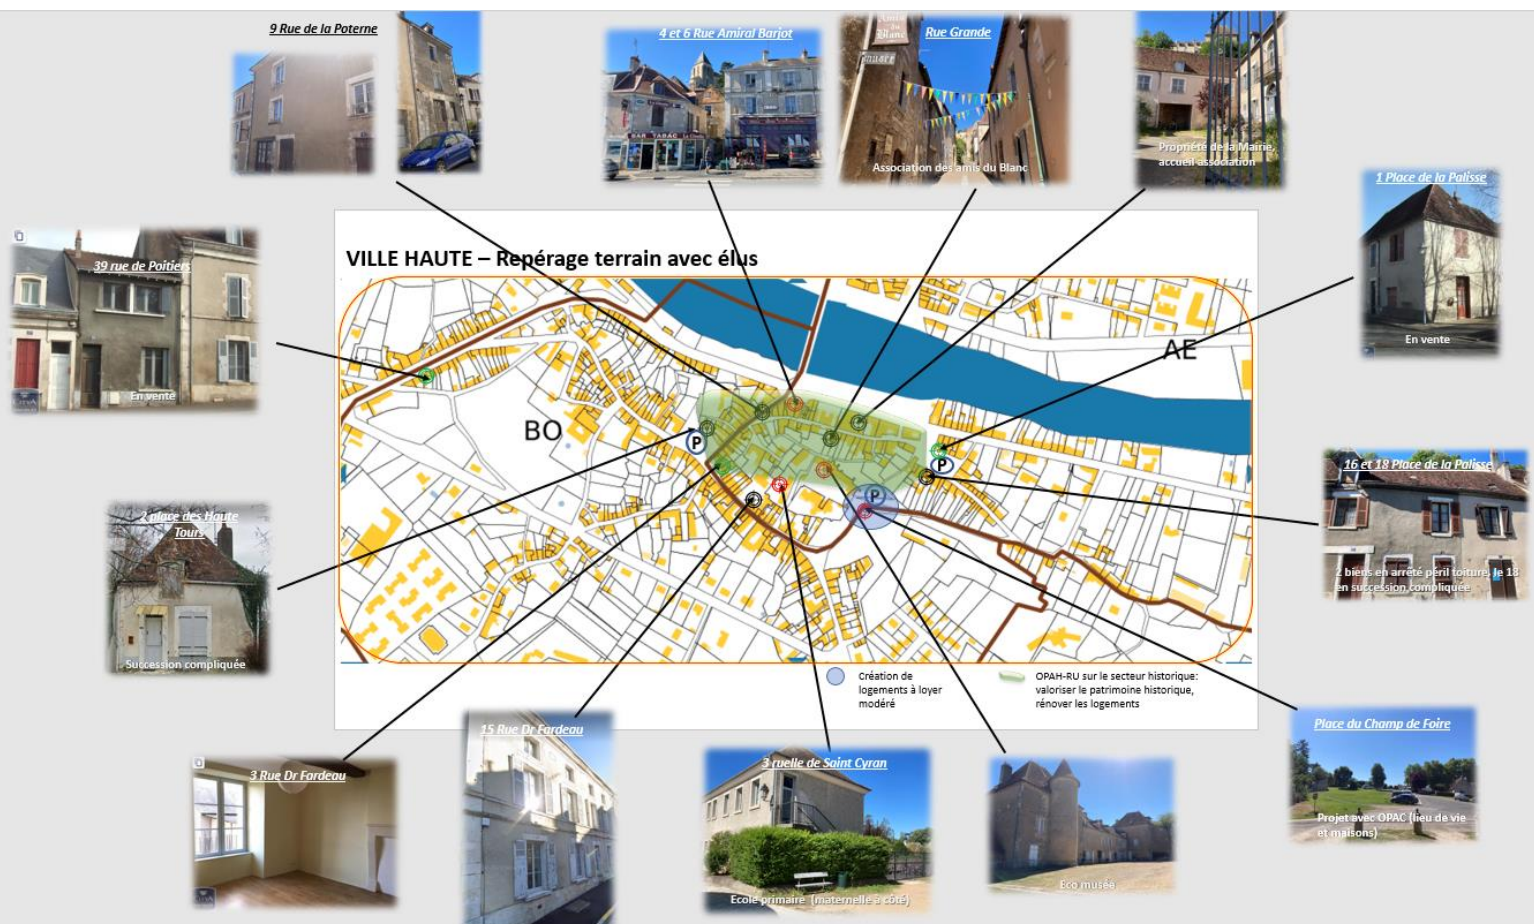 9 Rue de la Poterne
4 et 6 Rue Amiral Barjot
BAR TABAC
Amis
du
Blanc
musée
Rue Grande
Association des amis du Blanc
Propriété de la Mairie,
accueil association
1 Place de la Palisse
En vente
39 rue de Poitiers
En vente
VILLE HAUTE – Repérage terrain avec élus
AE
BO
P
P
P
16 et 18 Place de la Palisse
2 biens en arrêté péril toiture, le 18
en succession compliquée
2 place des Haute
Tours
Succession compliquée
Création de
logements à loyer
modéré
OPAH-RU sur le secteur historique:
valoriser le patrimoine historique,
rénover les logements
3 Rue Dr Fardeau
15 Rue Dr Fardeau
3 ruelle de Saint Cyran
Ecole primaire (maternelle à côté)
Eco musée
Place du Champ de Foire
Projet avec OPAC (lieu de vie
et maisons)